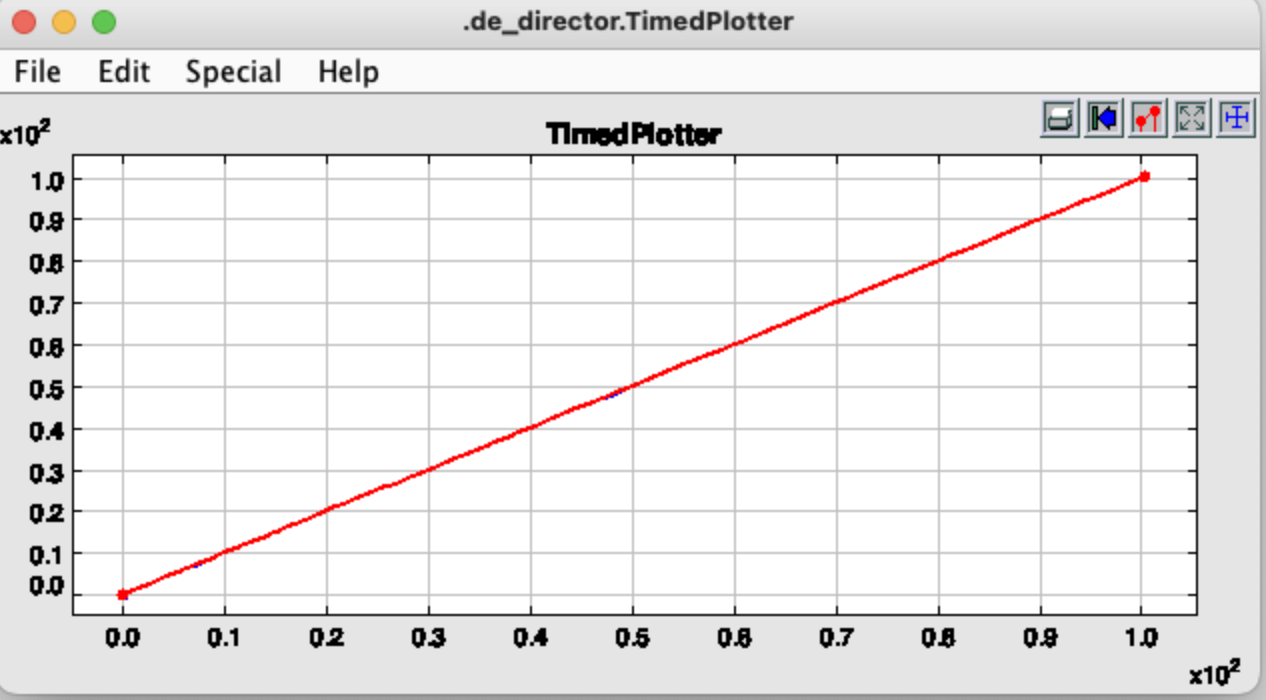 .de_director.TimedPlotter
File Edit Special Help
x10²
TimedPlotter
1.0
0.9
0.8
0.7
0.6
0.5
0.4
0.3
0.2
0.1
0.0
0.0 0.1 0.2 0.3 0.4 0.5 0.6 0.7 0.8 0.9 1.0
x10²